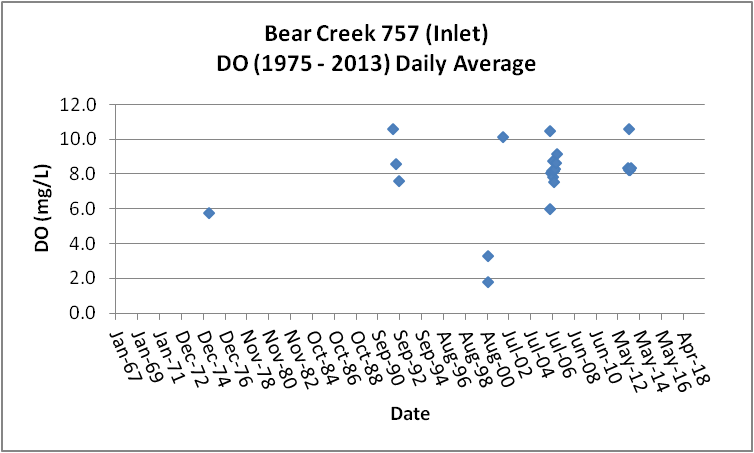 Bear Creek 757 (Inlet)
DO (1975 - 2013) Daily Average
DO (mg/L)
12.0
10.0
8.0
6.0
4.0
2.0
0.0
Jan-67
Jan-69
Jan-71
Dec-72
Dec-74
Dec-76
Nov-78
Nov-80
Nov-82
Oct-84
Oct-86
Oct-88
Sep-90
Sep-92
Sep-94
Aug-96
Aug-98
Aug-00
Jul-02
Jul-04
Jul-06
Jun-08
Jun-10
May-12
May-14
May-16
Apr-18
Date